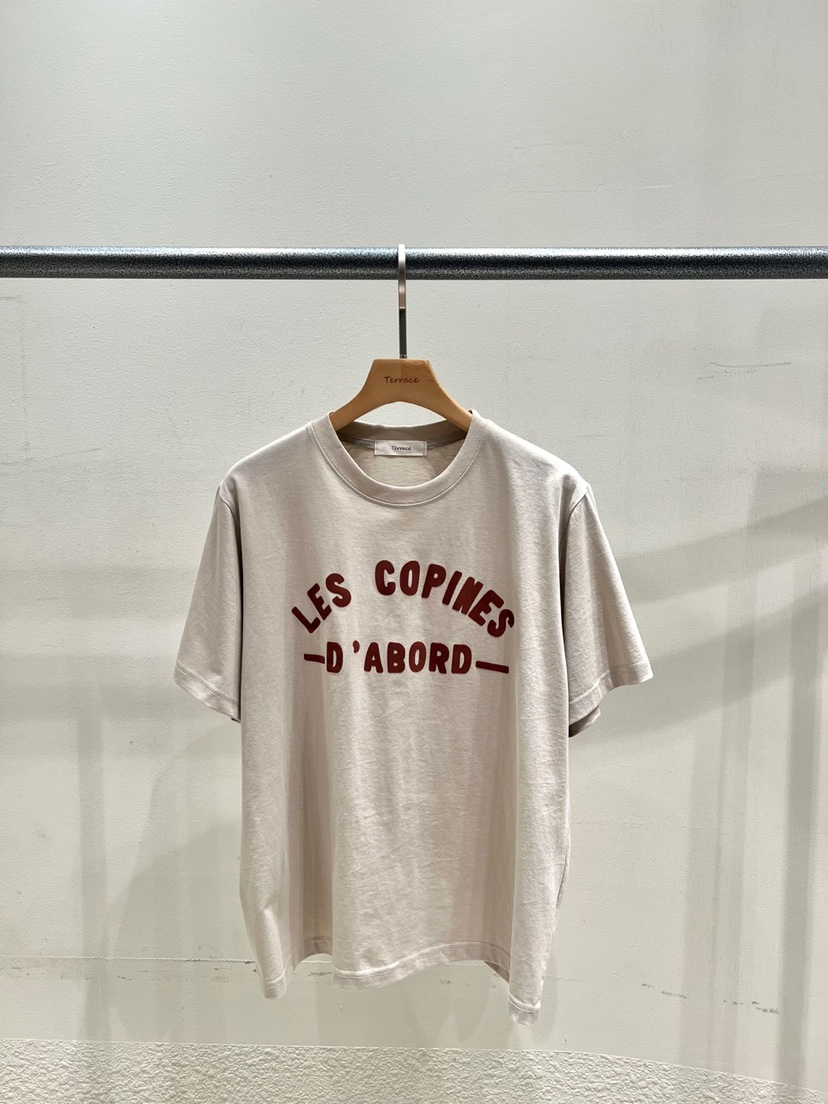 Terrace
Terrace
LES COPINES
—D'ABORD—